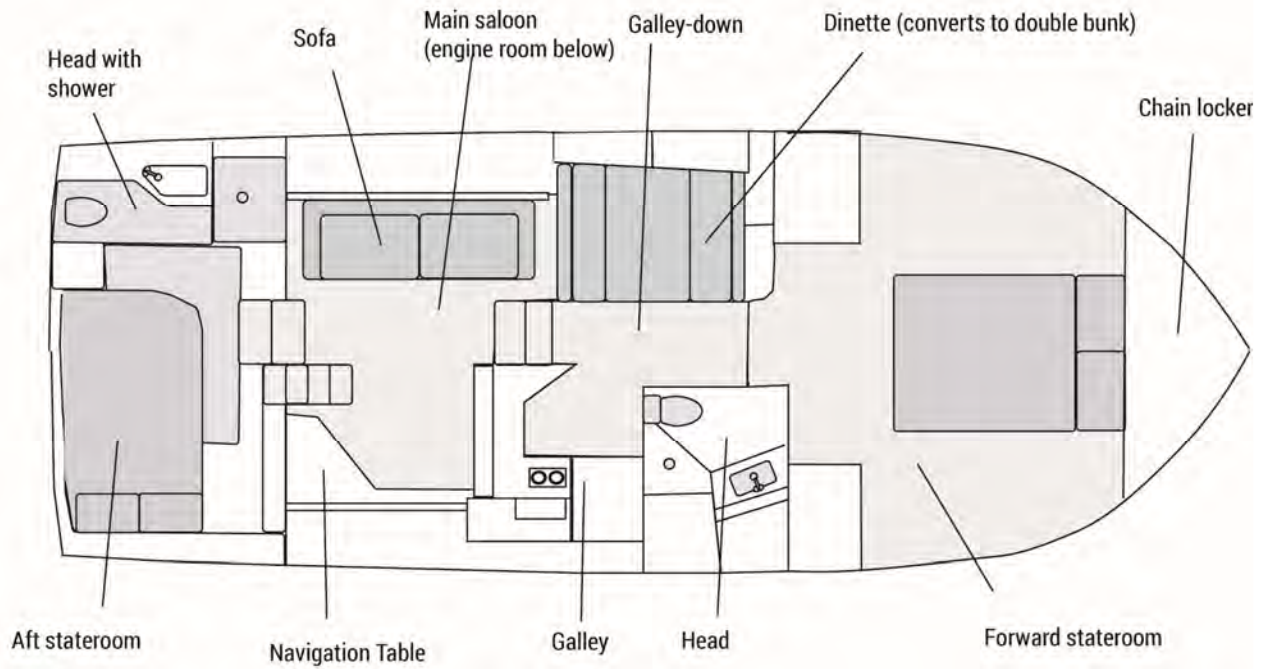 Main saloon
(engine room below)
Galley-down
Dinette (converts to double bunk)
Sofa
Head with
shower
Chain locker
Aft stateroom
Navigation Table
Galley
Head
Forward stateroom